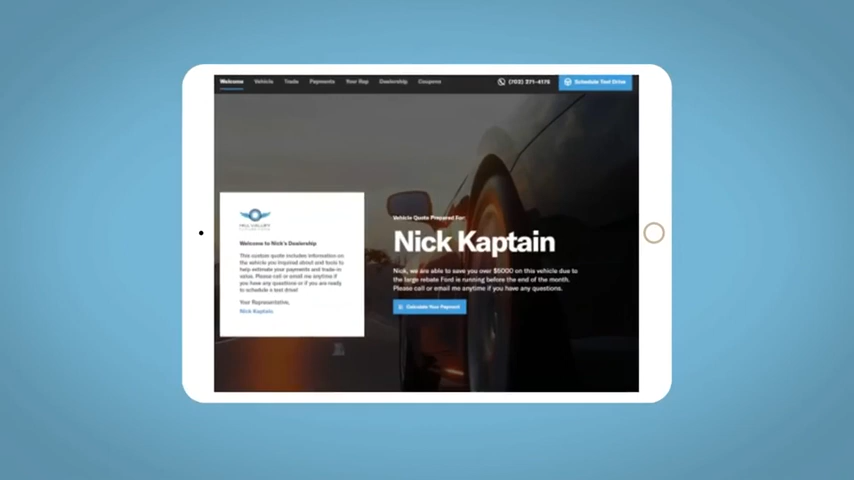 Welcome Vehicle Trade Payments Your Rep Dealership Coupons (702) 371-4176 Schedule Test Drive
HILL VALLEY
Welcome to Nick's Dealership
This custom quote includes information on
the vehicle you inquired about and tools to
help estimate your payments and trade-in
value. Please call or email me anytime if
you have any questions or if you are ready
to schedule a test drive!
Your Representative,
Nick Kaptain
Vehicle Quote Prepared For:
Nick Kaptain
Nick, we are able to save you over $5000 on this vehicle due to
the large rebate Ford is running before the end of the month.
Please call or email me anytime if you have any questions.
Calculate Your Payment